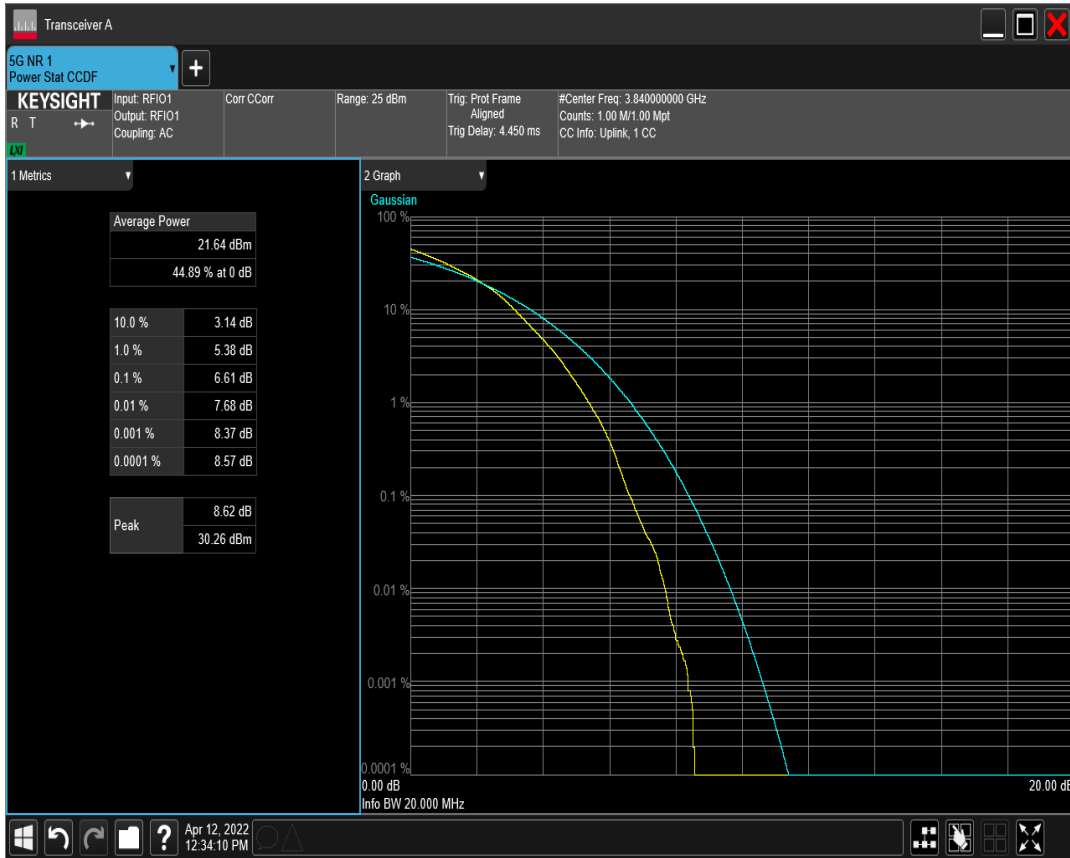 Transceiver A
5G NR 1
Power Stat CCDF
KEYSIGHT
R T
LXI
Input: RFIO1
Output: RFIO1
Coupling: AC
Corr CCorr
Range: 25 dBm
Trig: Prot Frame
Aligned
Trig Delay: 4.450 ms
#Center Freq: 3.840000000 GHz
Counts: 1.00 M/1.00 Mpt
CC Info: Uplink, 1 CC
1 Metrics
Average Power
21.64 dBm
44.89 % at 0 dB
10.0 % 3.14 dB
1.0 % 5.38 dB
0.1 % 6.61 dB
0.01 % 7.68 dB
0.001 % 8.37 dB
0.0001 % 8.57 dB
Peak
8.62 dB
30.26 dBm
2 Graph
Gaussian
100 %
10 %
1 %
0.1 %
0.01 %
0.001 %
0.0001 %
0.00 dB 20.00 dB
Info BW 20.000 MHz
? Apr 12, 2022
12:34:10 PM